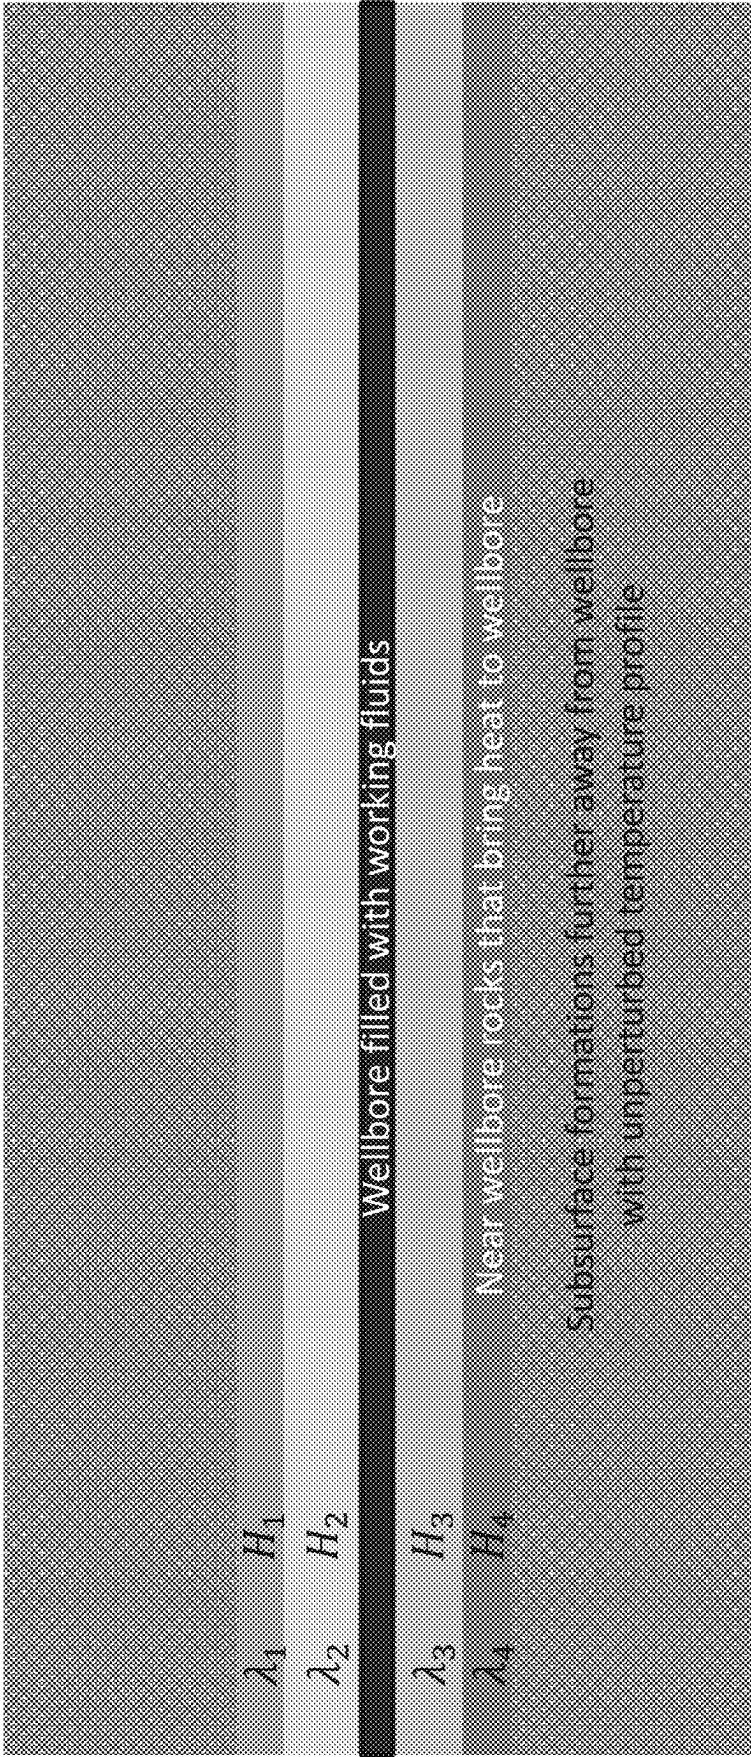 λ₁ H₁
λ₂ H₂
Wellbore filled with working fluids
λ₃ H₃
λ₄ H₄
Near wellbore rocks that bring heat to wellbore
Subsurface formations further away from wellbore
with unperturbed temperature profile